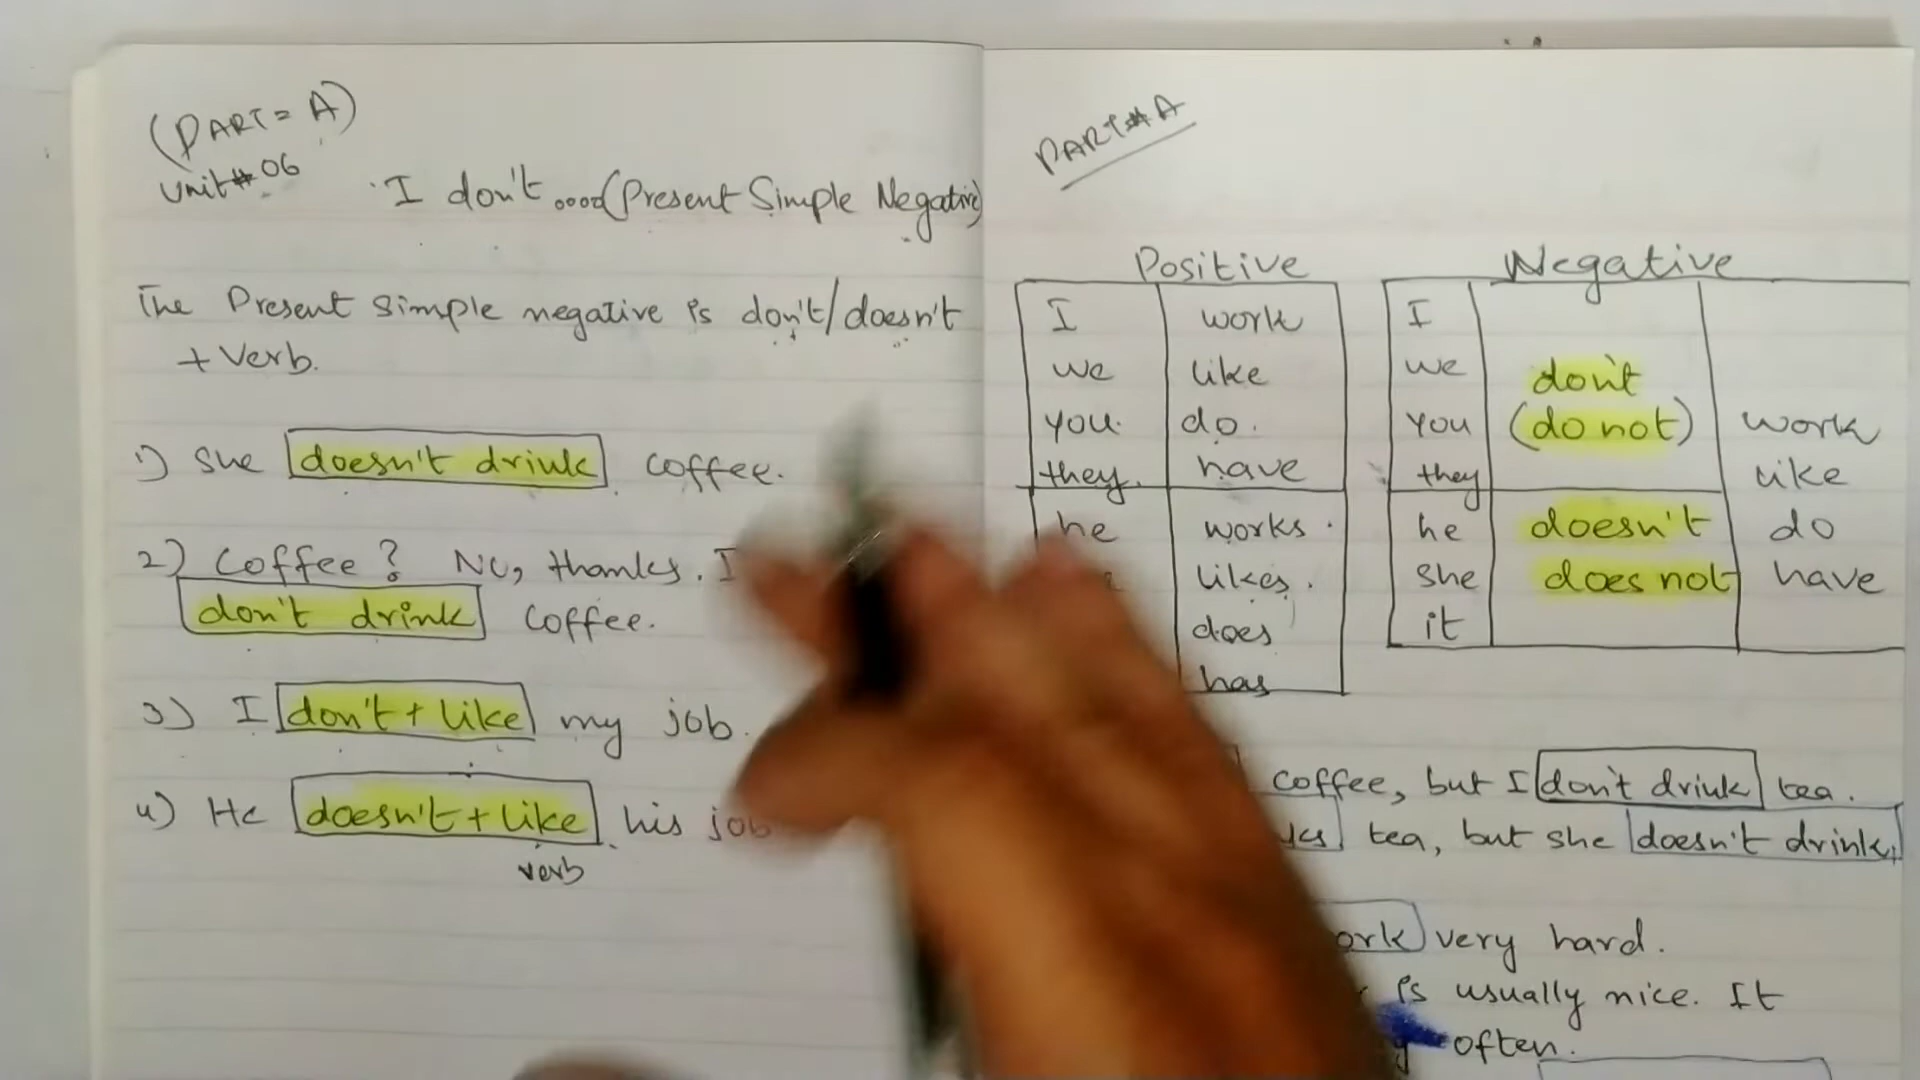 (PART= A)
Unit# 06
I don't ....(Present Simple Negative)
The Present Simple negative is don't/doesn't
+ Verb.
1) She doesn't drink coffee.
2) Coffee? No, thanks. I
don't drink coffee.
3) I don't + like my job.
4) He doesn't + like his job
verb
PART# A
Positive
I work
we like
you. do.
they. have
he works.
likes.
does
has
Negative
I
we don't
you (do not) work
they like
he doesn't do
she does not have
it
coffee, but I don't drink tea.
tea, but she doesn't drink
very hard.
is usually nice. It
often.